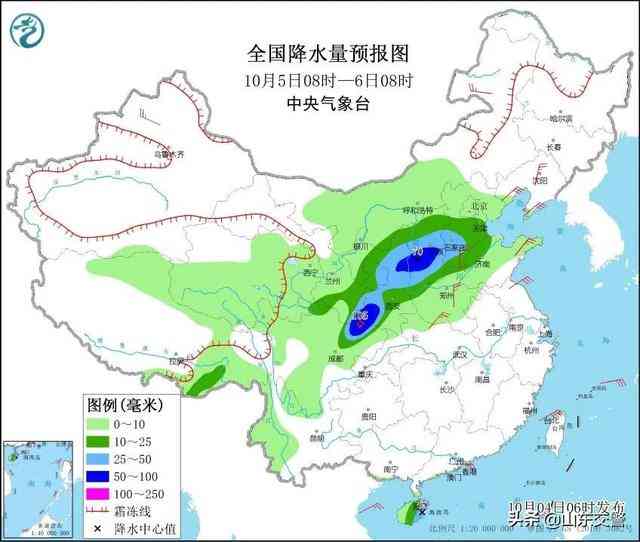 全国降水量预报图
10月5日08时—6日08时
中央气象台
哈尔滨
长春
沈阳
乌鲁木齐
呼和浩特
北京
天津
石家庄
银川
济南
西宁
兰州
70
郑州
西安
105
拉萨
成都
重庆
武汉
合肥
南京
上海
杭州
长沙
南昌
贵阳
福州
昆明
台北
南宁
广州
香港
澳门
海口
图例(毫米)
0～10
10～25
25～50
50～100
100～250
霜冻线
× 降水中心值
南海
10月04日06时发布
比例尺 1:20 000 000
头条 @山东交警